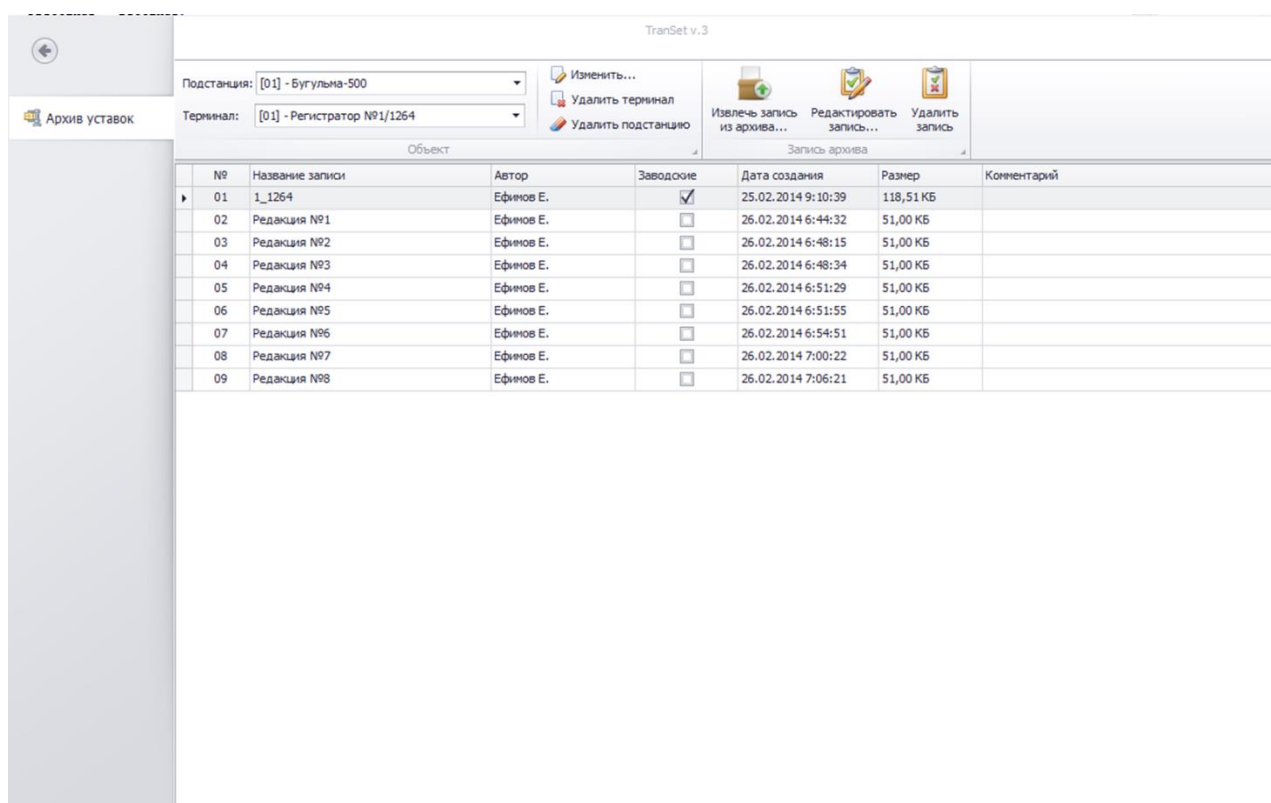 TranSet v.3
Подстанция: [01] - Бугульма-500
Терминал: [01] - Регистратор №1/1264
Изменить...
Удалить терминал
Удалить подстанцию
Объект
Извлечь запись из архива...
Редактировать запись...
Удалить запись
Запись архива
Архив уставок
№ Название записи Автор Заводские Дата создания Размер Комментарий
01 1_1264 Ефимов Е. 25.02.2014 9:10:39 118,51 КБ
02 Редакция №1 Ефимов Е. 26.02.2014 6:44:32 51,00 КБ
03 Редакция №2 Ефимов Е. 26.02.2014 6:48:15 51,00 КБ
04 Редакция №3 Ефимов Е. 26.02.2014 6:48:34 51,00 КБ
05 Редакция №4 Ефимов Е. 26.02.2014 6:51:29 51,00 КБ
06 Редакция №5 Ефимов Е. 26.02.2014 6:51:55 51,00 КБ
07 Редакция №6 Ефимов Е. 26.02.2014 6:54:51 51,00 КБ
08 Редакция №7 Ефимов Е. 26.02.2014 7:00:22 51,00 КБ
09 Редакция №8 Ефимов Е. 26.02.2014 7:06:21 51,00 КБ